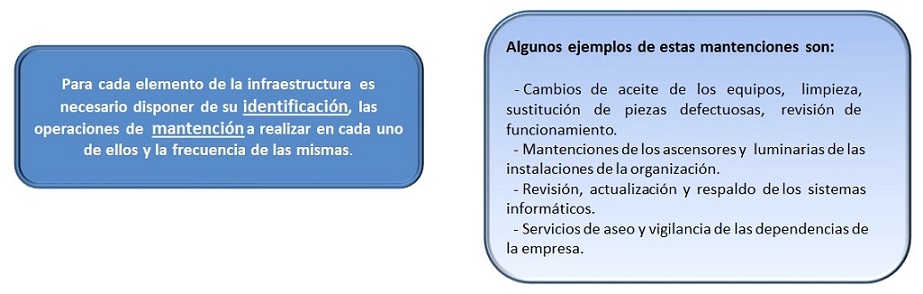 Para cada elemento de la infraestructura es
necesario disponer de su identificación, las
operaciones de mantención a realizar en cada uno
de ellos y la frecuencia de las mismas.
Algunos ejemplos de estas mantenciones son:
- Cambios de aceite de los equipos, limpieza,
sustitución de piezas defectuosas, revisión de
funcionamiento.
- Mantenciones de los ascensores y luminarias de las
instalaciones de la organización.
- Revisión, actualización y respaldo de los sistemas
informáticos.
- Servicios de aseo y vigilancia de las dependencias de
la empresa.